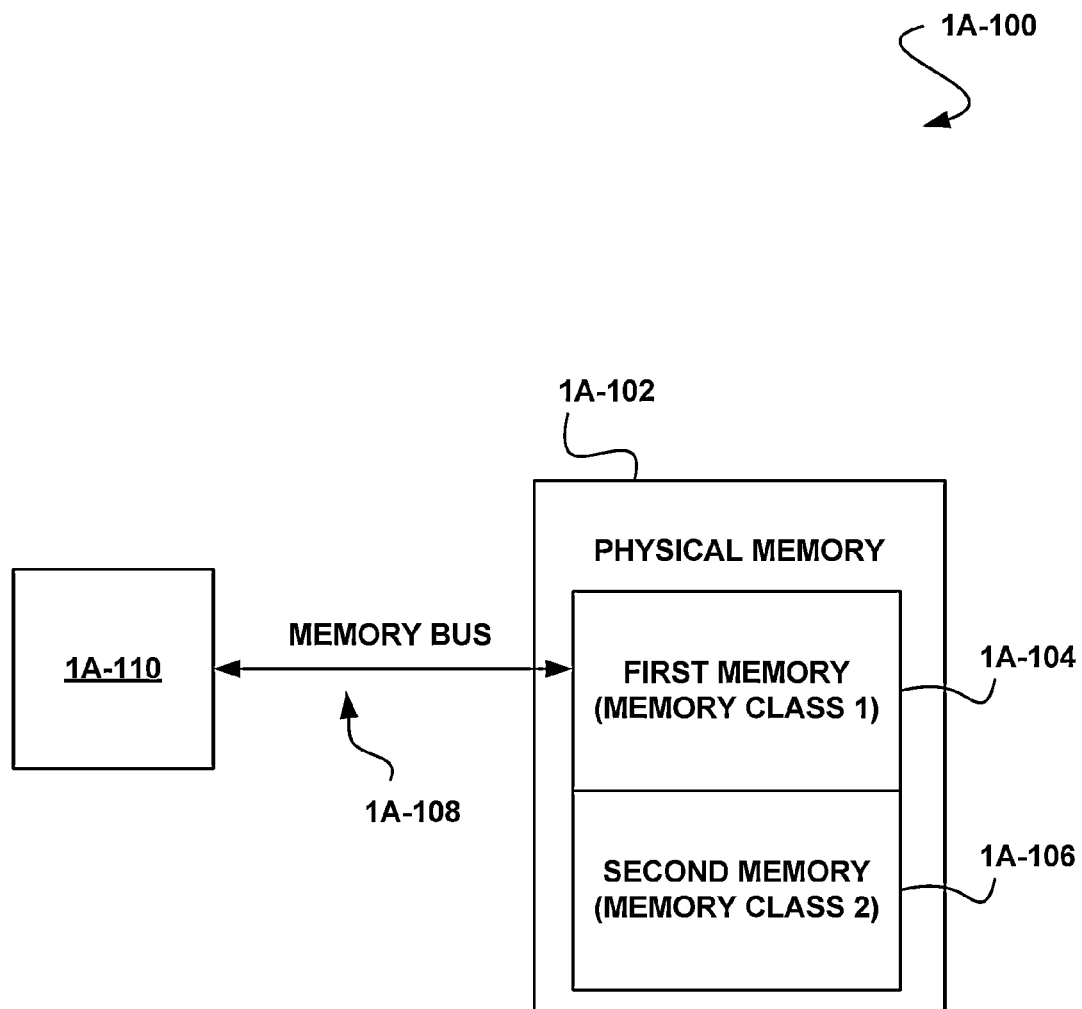 1A-100
1A-102
PHYSICAL MEMORY
1A-110
MEMORY BUS
1A-108
FIRST MEMORY
(MEMORY CLASS 1)
1A-104
SECOND MEMORY
(MEMORY CLASS 2)
1A-106